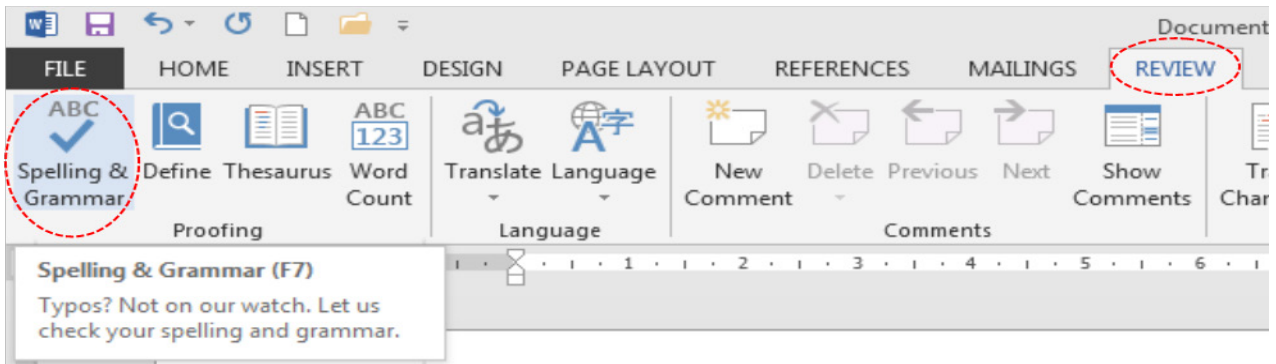 Document
FILE HOME INSERT DESIGN PAGE LAYOUT REFERENCES MAILINGS REVIEW
ABC ABC
123
a あ A 字
Spelling & Define Thesaurus Word Translate Language New Delete Previous Next Show
Grammar Count Comment Comments
Proofing Language Comments
1 2 3 4 5 6
Spelling & Grammar (F7)
Typos? Not on our watch. Let us
check your spelling and grammar.